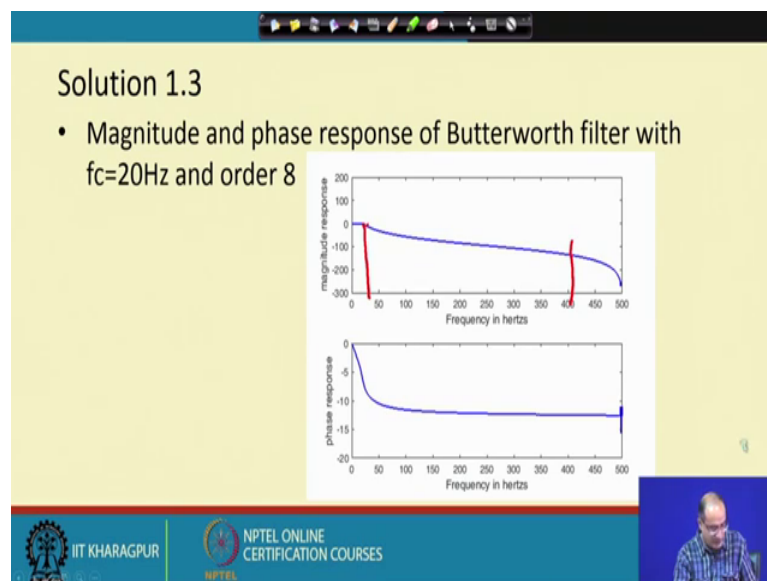 Solution 1.3
• Magnitude and phase response of Butterworth filter with
fc=20Hz and order 8
magnitude response
200
100
0
-100
-200
-300
0 50 100 150 200 250 300 350 400 450 500
Frequency in hertzs
phase response
0
-5
-10
-15
-20
0 50 100 150 200 250 300 350 400 450 500
Frequency in hertzs
IIT KHARAGPUR
NPTEL
NPTEL ONLINE
CERTIFICATION COURSES